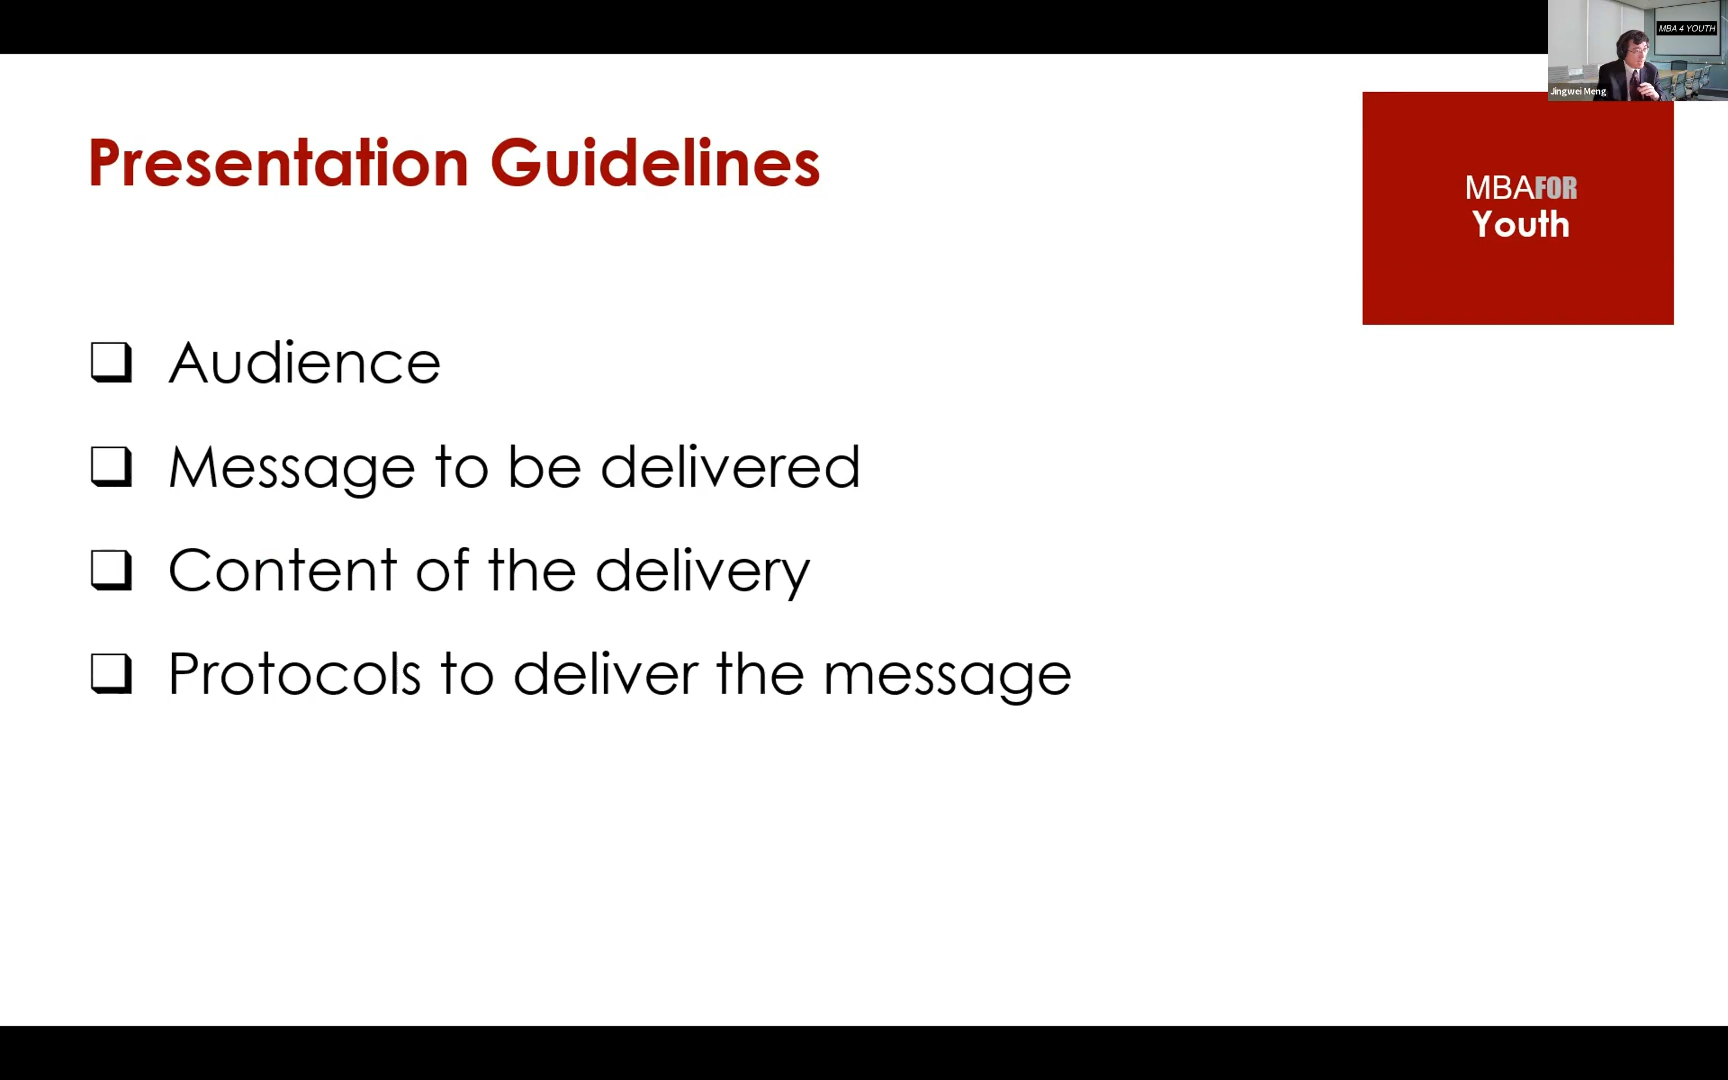 MBA 4 YOUTH
Jingwei Meng
Presentation Guidelines
MBAFOR
Youth
❑ Audience
❑ Message to be delivered
❑ Content of the delivery
❑ Protocols to deliver the message